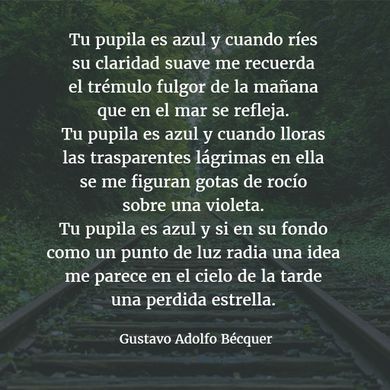 Tu pupila es azul y cuando ríes
su claridad suave me recuerda
el trémulo fulgor de la mañana
que en el mar se refleja.
Tu pupila es azul y cuando lloras
las trasparentes lágrimas en ella
se me figuran gotas de rocío
sobre una violeta.
Tu pupila es azul y si en su fondo
como un punto de luz radia una idea
me parece en el cielo de la tarde
una perdida estrella.
Gustavo Adolfo Bécquer